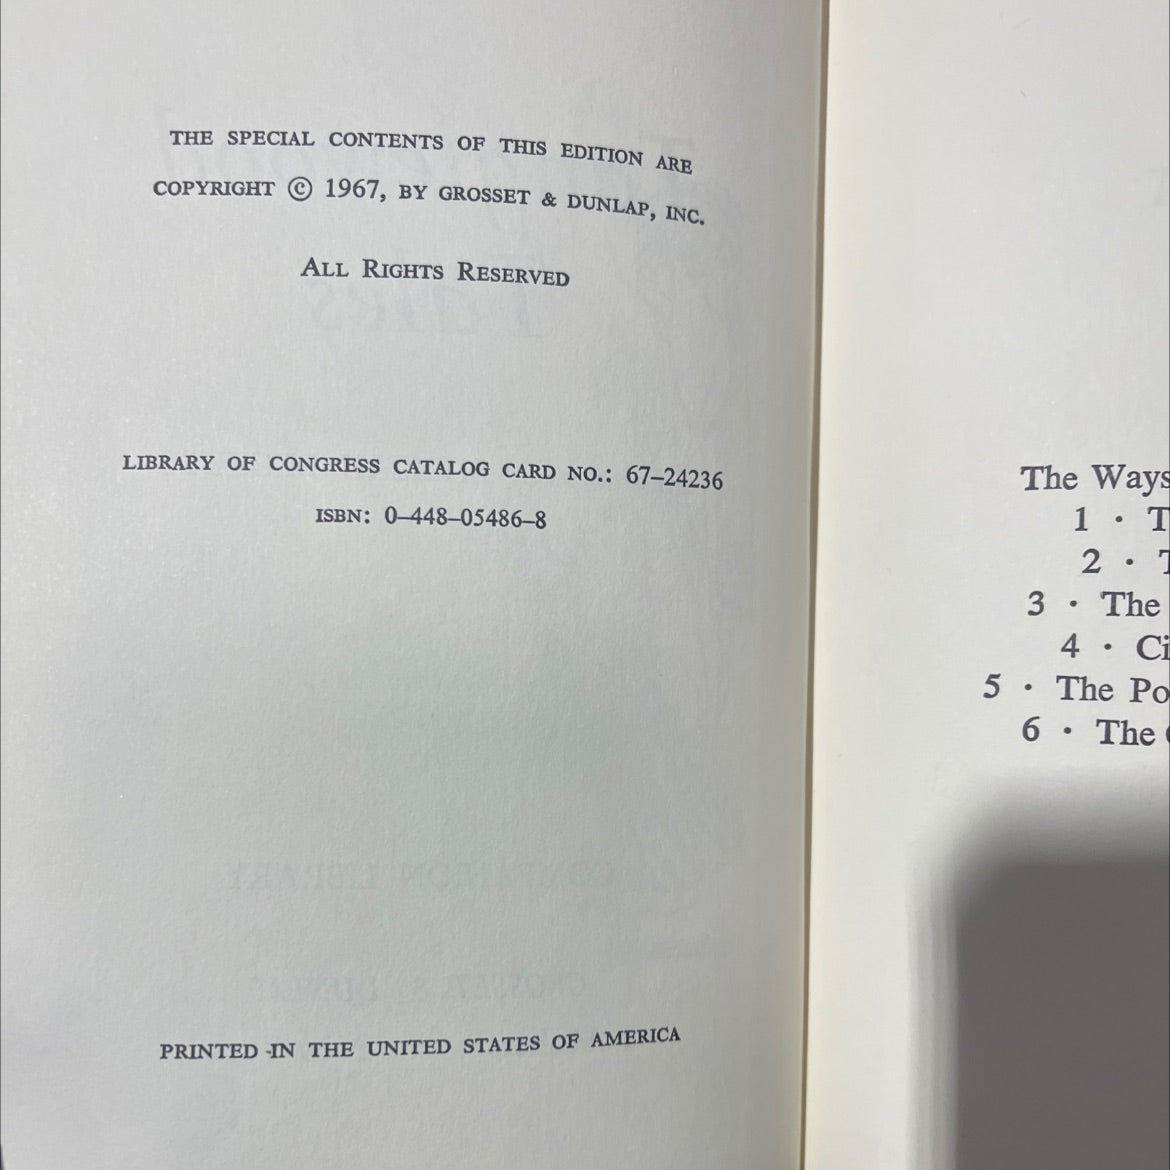 THE SPECIAL CONTENTS OF THIS EDITION ARE
COPYRIGHT © 1967, BY GROSSET & DUNLAP, INC.
ALL RIGHTS RESERVED
LIBRARY OF CONGRESS CATALOG CARD NO.: 67–24236
ISBN: 0–448–05486–8
PRINTED IN THE UNITED STATES OF AMERICA
The Ways
1 · T
2 · T
3 · The
4 · Ci
5 · The Po
6 · The